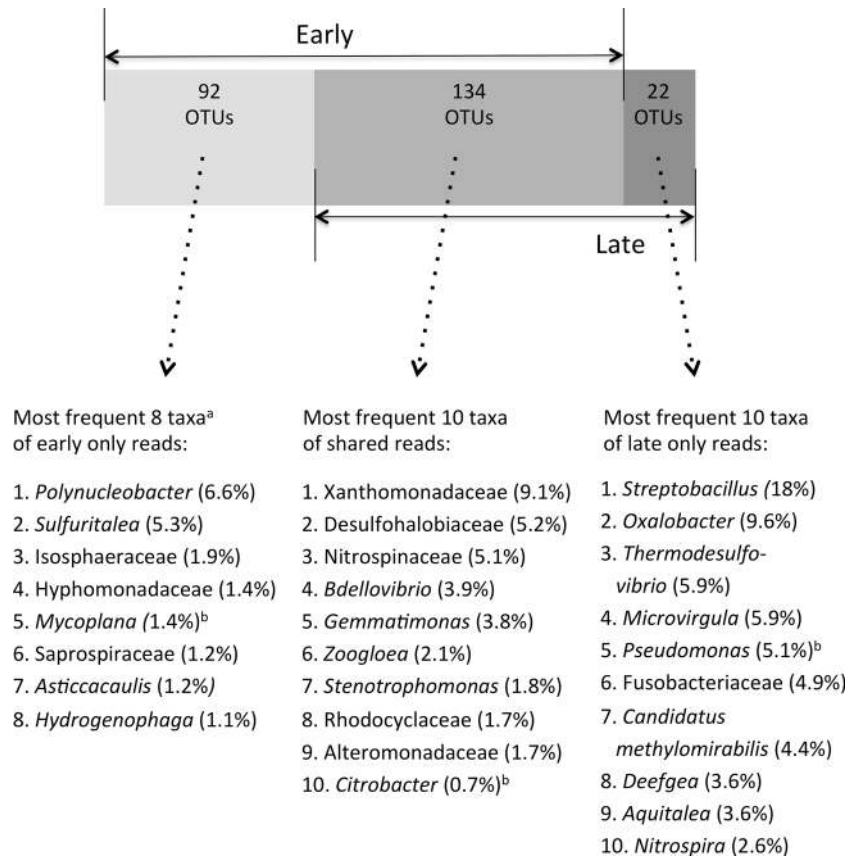 Early
92
OTUs
134
OTUs
22
OTUs
Late
Most frequent 8 taxaᵃ
of early only reads:
1. Polynucleobacter (6.6%)
2. Sulfuritalea (5.3%)
3. Isosphaeraceae (1.9%)
4. Hyphomonadaceae (1.4%)
5. Mycoplana (1.4%)ᵇ
6. Saprospiraceae (1.2%)
7. Asticcacaulis (1.2%)
8. Hydrogenophaga (1.1%)
Most frequent 10 taxa
of shared reads:
1. Xanthomonadaceae (9.1%)
2. Desulfohalobiaceae (5.2%)
3. Nitrospinaceae (5.1%)
4. Bdellovibrio (3.9%)
5. Gemmatimonas (3.8%)
6. Zoogloea (2.1%)
7. Stenotrophomonas (1.8%)
8. Rhodocyclaceae (1.7%)
9. Alteromonadaceae (1.7%)
10. Citrobacter (0.7%)ᵇ
Most frequent 10 taxa
of late only reads:
1. Streptobacillus (18%)
2. Oxalobacter (9.6%)
3. Thermodesulfo-
vibrio (5.9%)
4. Microvirgula (5.9%)
5. Pseudomonas (5.1%)ᵇ
6. Fusobacteriaceae (4.9%)
7. Candidatus
methylomirabilis (4.4%)
8. Deefgea (3.6%)
9. Aquitalea (3.6%)
10. Nitrospira (2.6%)